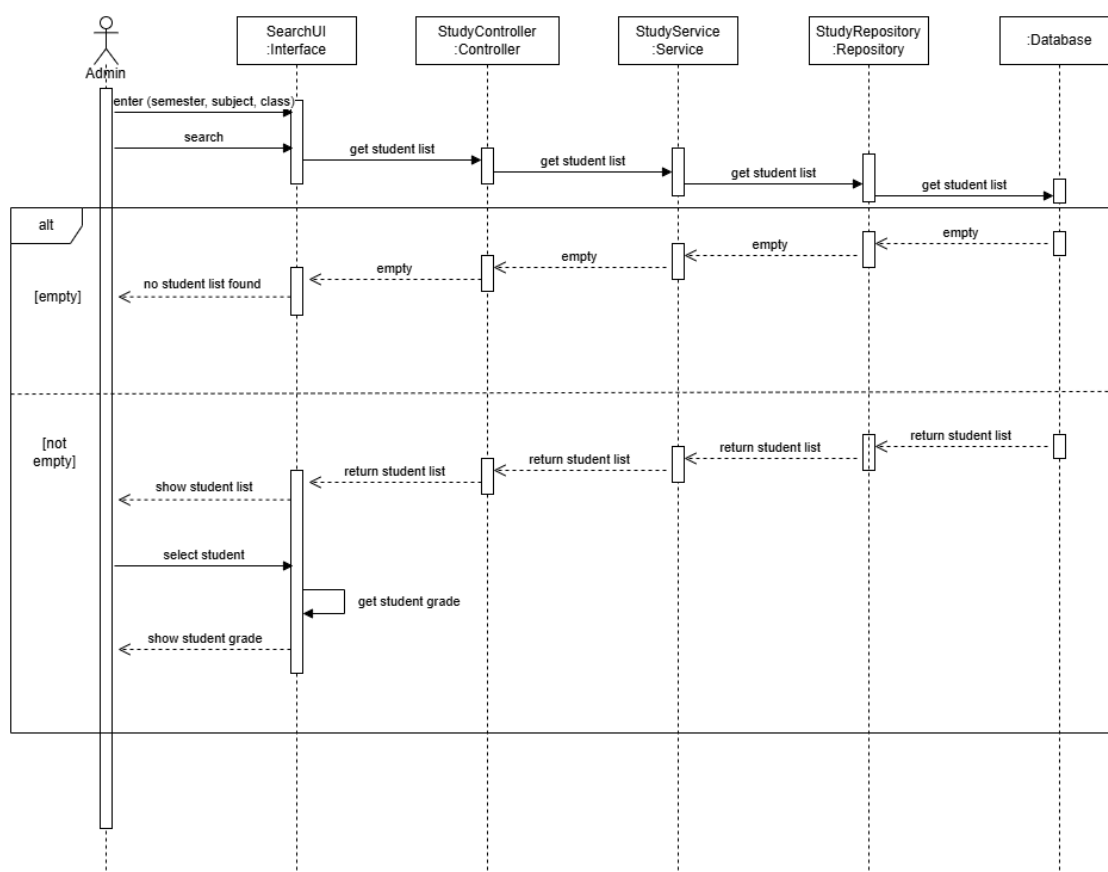 SearchUI
:Interface
StudyController
:Controller
StudyService
:Service
StudyRepository
:Repository
:Database
Admin
enter (semester, subject, class)
search
get student list
get student list
get student list
get student list
alt
empty
empty
empty
empty
no student list found
[empty]
[not
empty]
return student list
return student list
return student list
return student list
show student list
select student
get student grade
show student grade